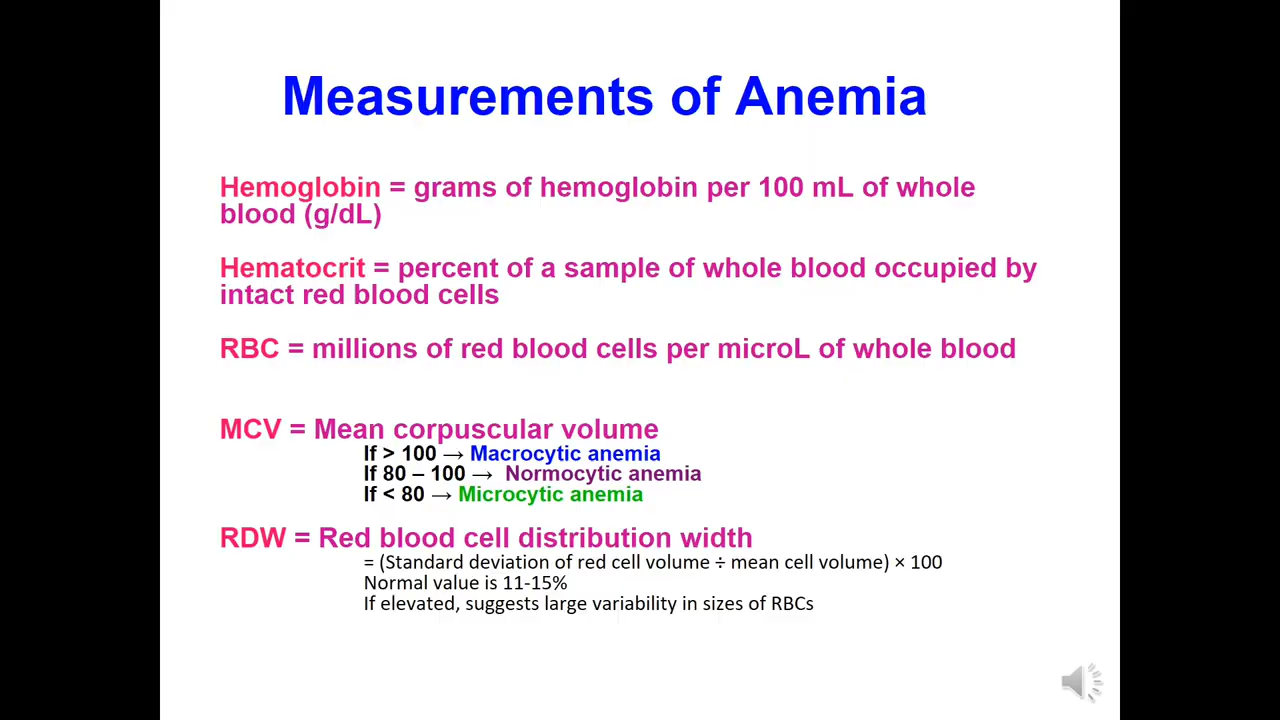 Measurements of Anemia
Hemoglobin = grams of hemoglobin per 100 mL of whole
blood (g/dL)
Hematocrit = percent of a sample of whole blood occupied by
intact red blood cells
RBC = millions of red blood cells per microL of whole blood
MCV = Mean corpuscular volume
If > 100 → Macrocytic anemia
If 80 – 100 → Normocytic anemia
If < 80 → Microcytic anemia
RDW = Red blood cell distribution width
= (Standard deviation of red cell volume ÷ mean cell volume) × 100
Normal value is 11-15%
If elevated, suggests large variability in sizes of RBCs